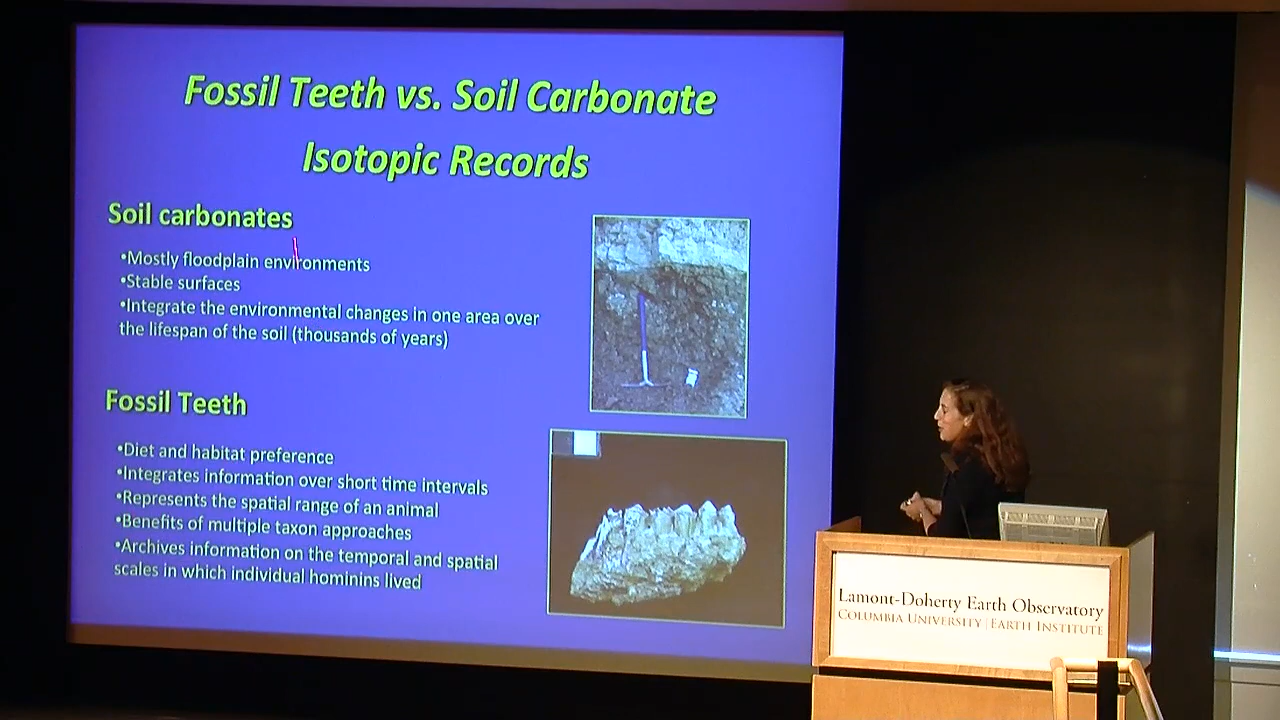 Fossil Teeth vs. Soil Carbonate
Isotopic Records
Soil carbonates
•Mostly floodplain environments
•Stable surfaces
•Integrate the environmental changes in one area over
the lifespan of the soil (thousands of years)
Fossil Teeth
•Diet and habitat preference
•Integrates information over short time intervals
•Represents the spatial range of an animal
•Benefits of multiple taxon approaches
•Archives information on the temporal and spatial
scales in which individual hominins lived
Lamont-Doherty Earth Observatory
Columbia University | Earth Institute